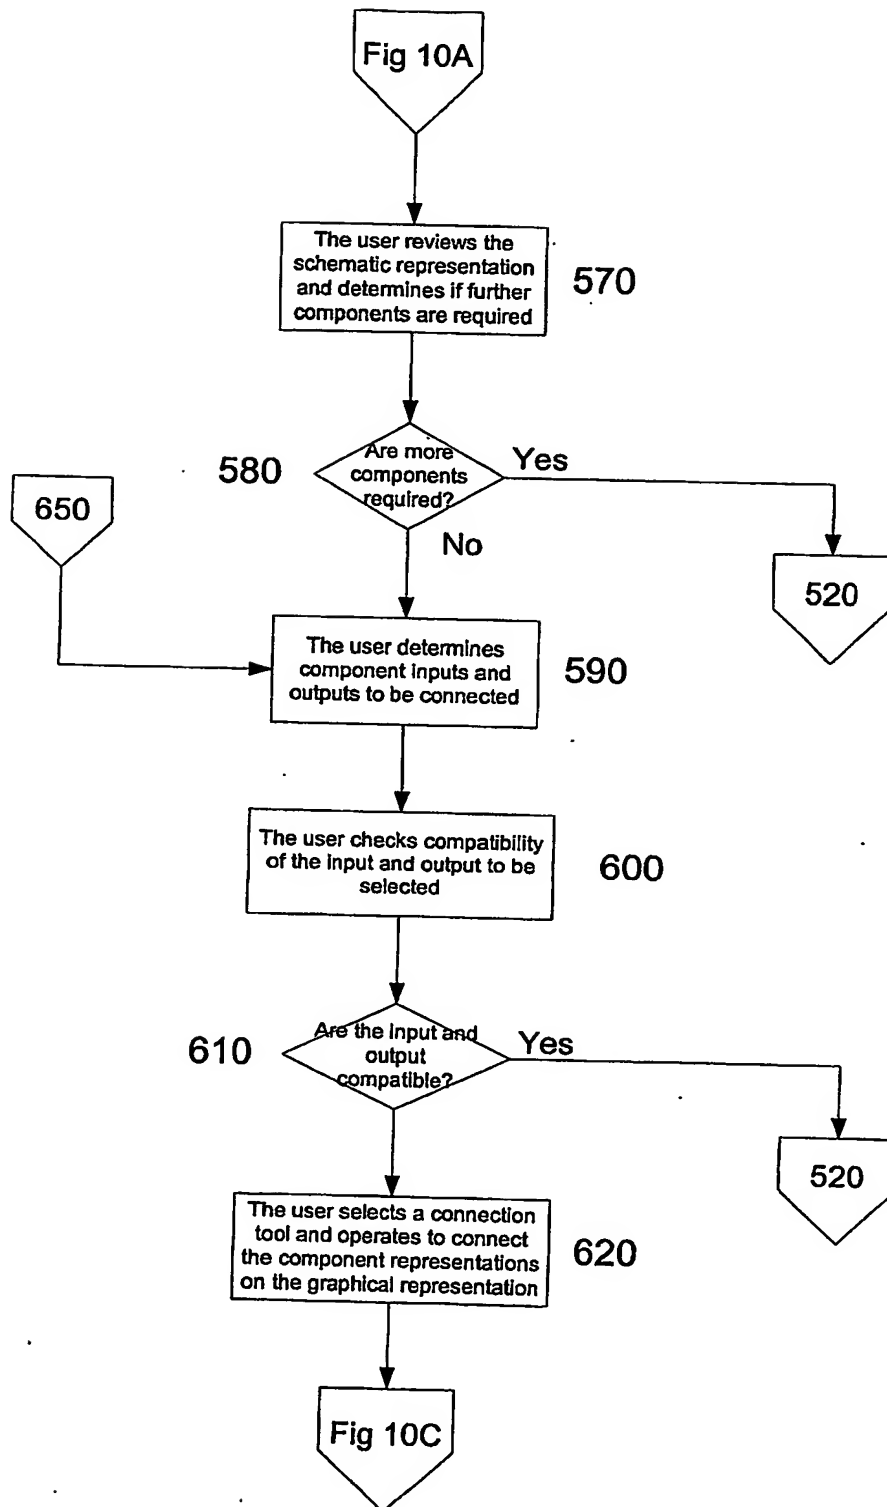 Fig 10A
The user reviews the
schematic representation
and determines if further
components are required
570
Are more
components
required?
580
Yes
650
No
520
The user determines
component inputs and
outputs to be connected
590
The user checks compatibility
of the input and output to be
selected
600
Are the input and
output
compatible?
610
Yes
520
The user selects a connection
tool and operates to connect
the component representations
on the graphical representation
620
Fig 10C